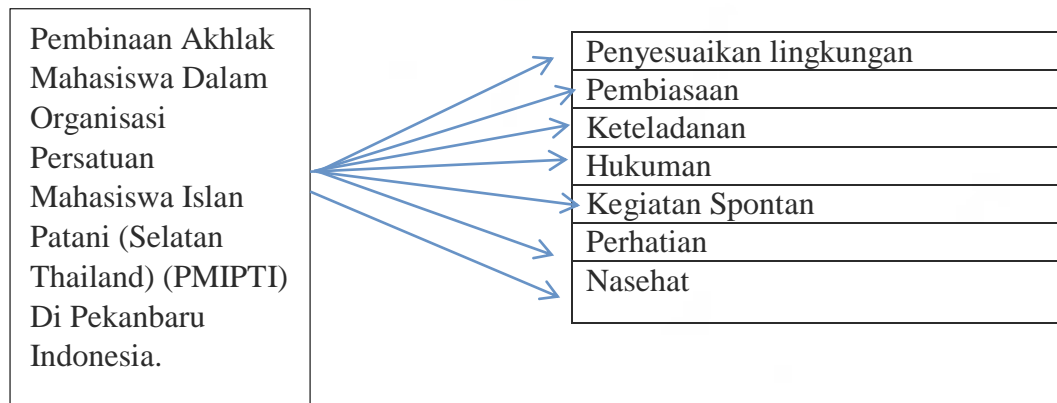 Pembinaan Akhlak
Mahasiswa Dalam
Organisasi
Persatuan
Mahasiswa Islan
Patani (Selatan
Thailand) (PMIPTI)
Di Pekanbaru
Indonesia.
Penyesuaikan lingkungan
Pembiasaan
Keteladanan
Hukuman
Kegiatan Spontan
Perhatian
Nasehat